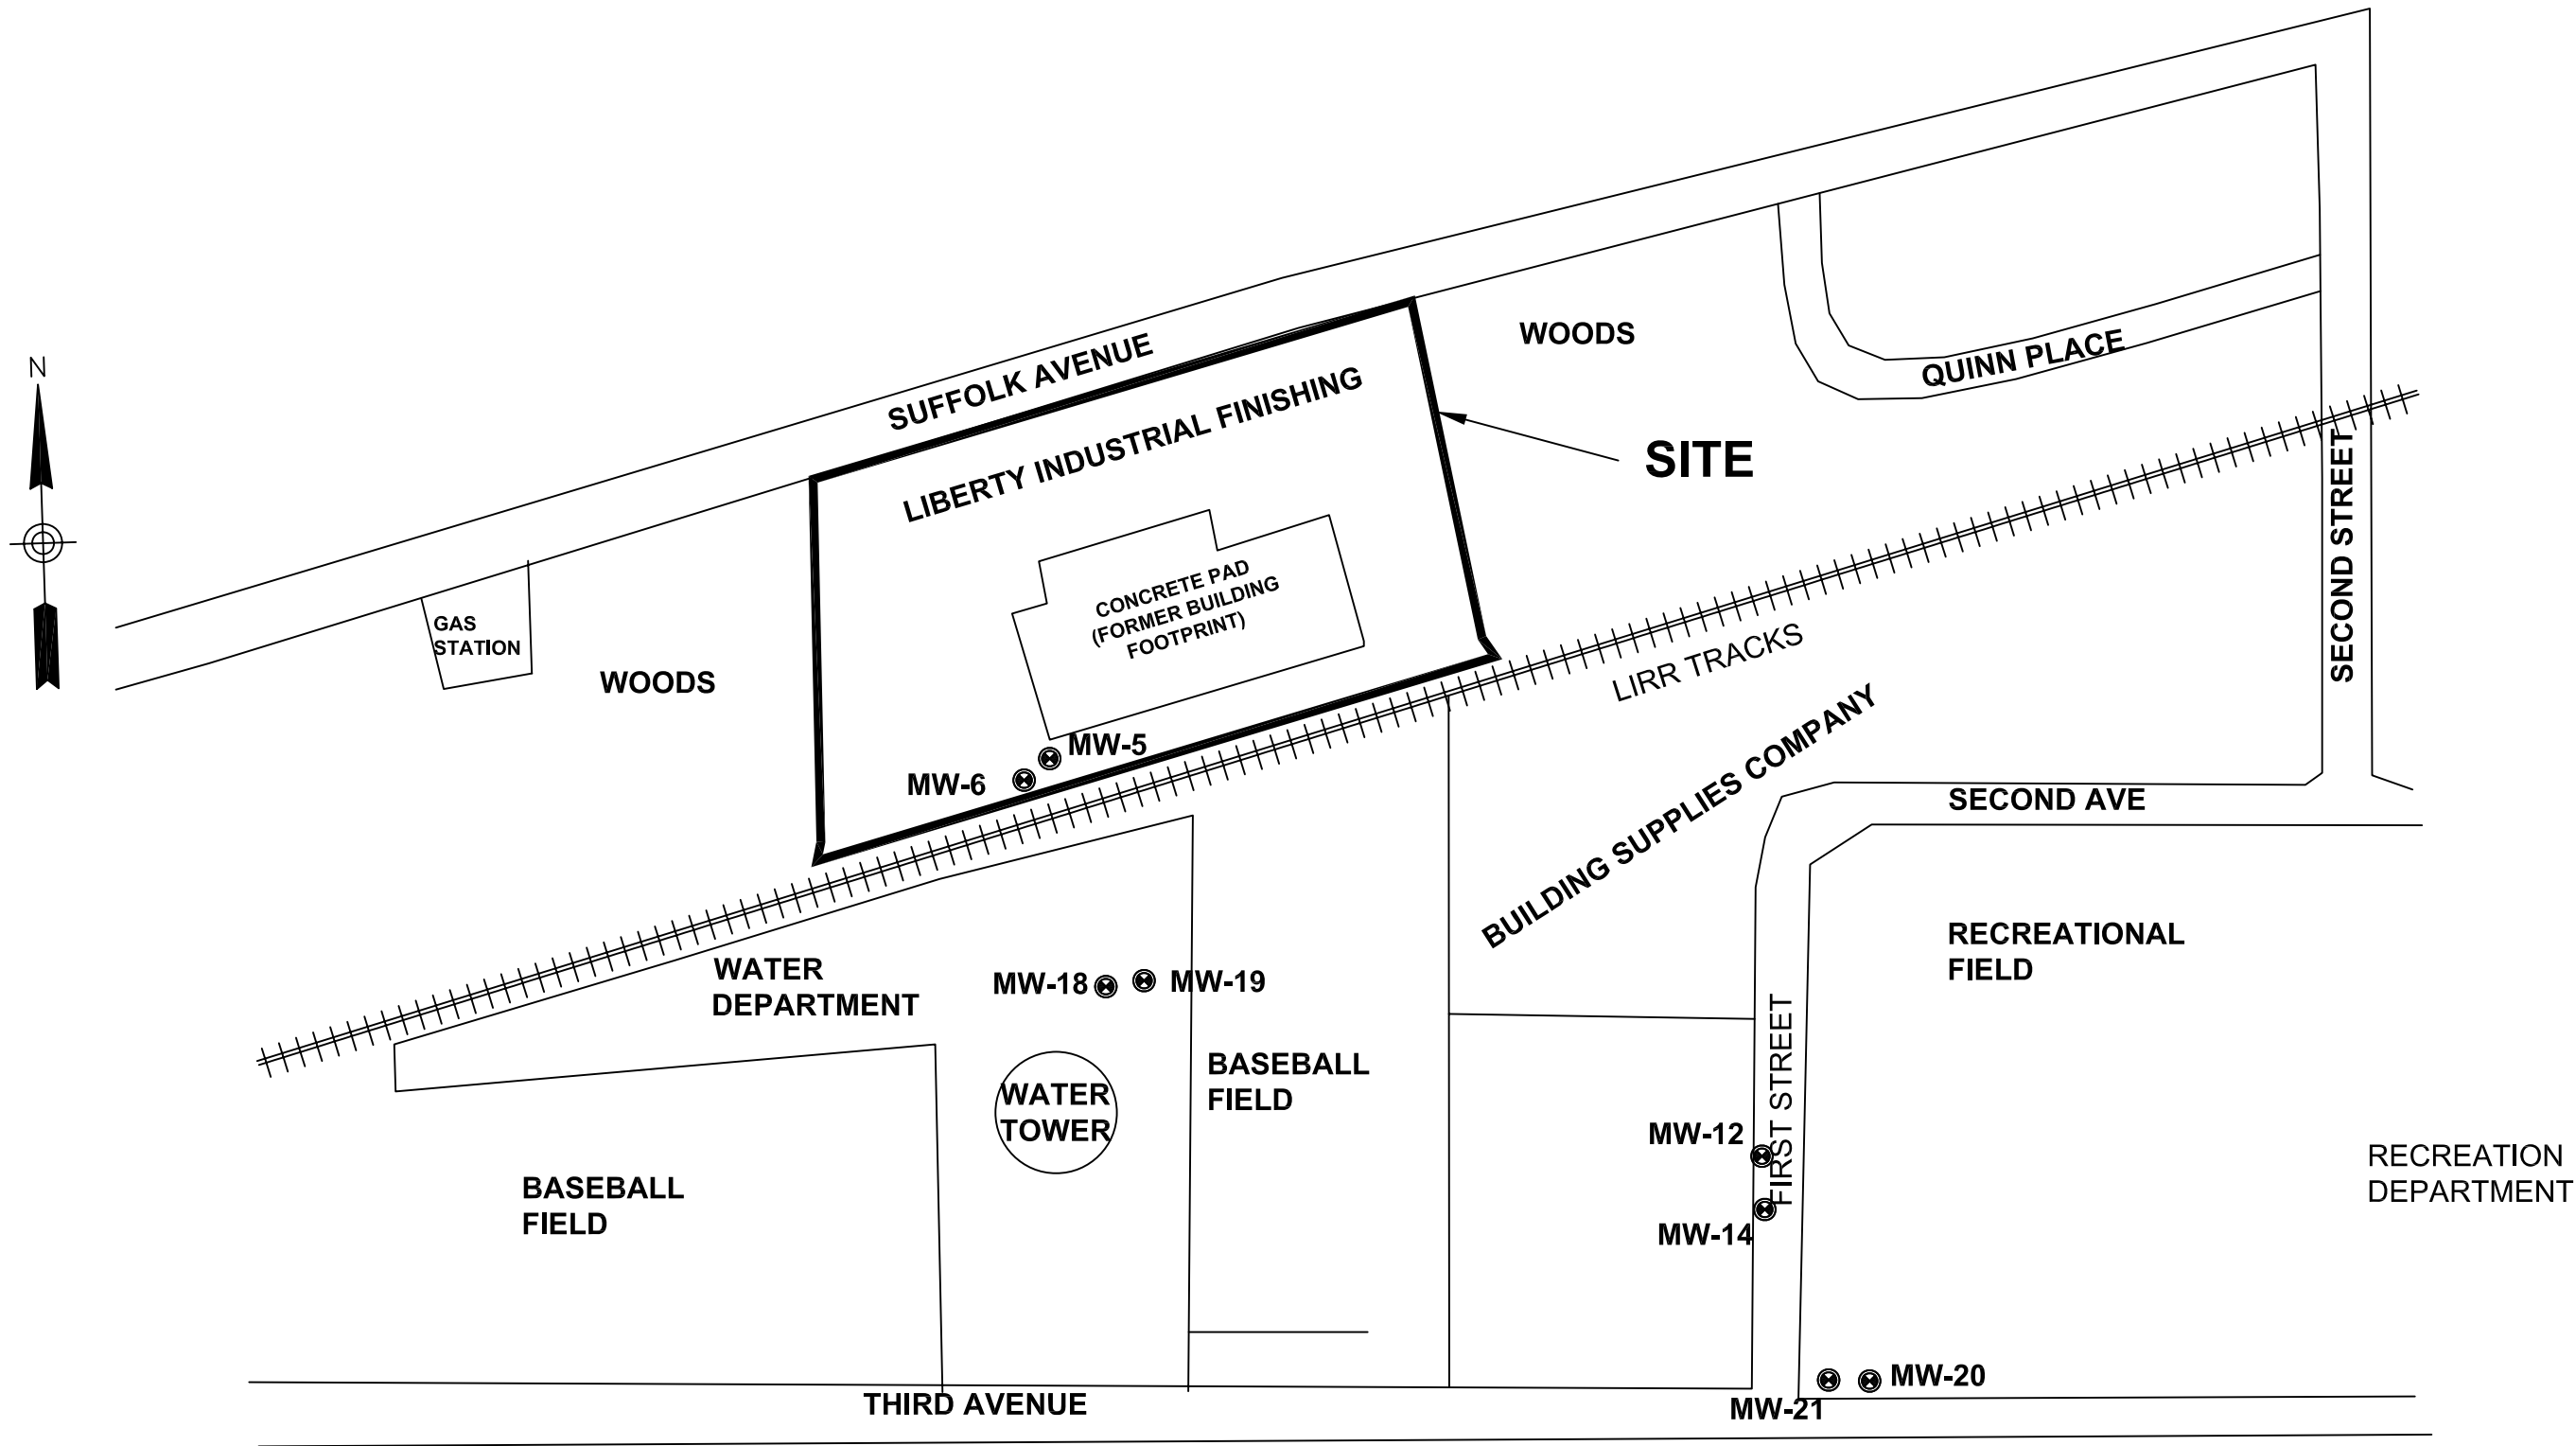 N
SUFFOLK AVENUE
WOODS
QUINN PLACE
LIBERTY INDUSTRIAL FINISHING
SITE
SECOND STREET
CONCRETE PAD
(FORMER BUILDING
FOOTPRINT)
GAS
STATION
WOODS
LIRR TRACKS
MW-5
MW-6
BUILDING SUPPLIES COMPANY
SECOND AVE
RECREATIONAL
FIELD
WATER
DEPARTMENT
MW-18
MW-19
FIRST STREET
BASEBALL
FIELD
WATER
TOWER
MW-12
RECREATION
DEPARTMENT
BASEBALL
FIELD
MW-14
MW-20
THIRD AVENUE
MW-21